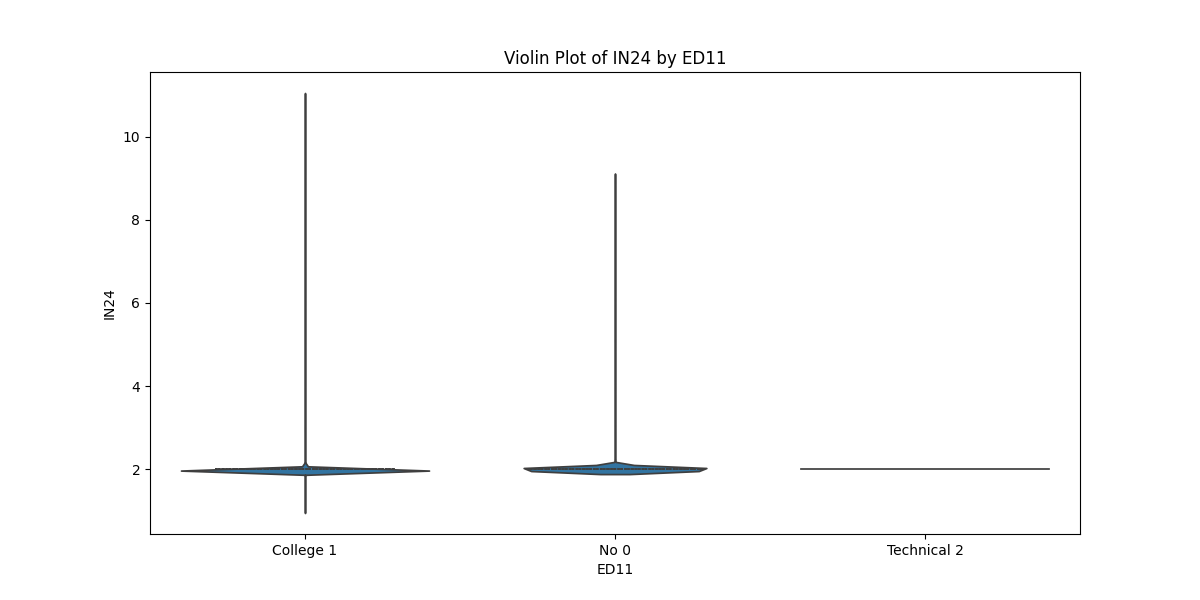 Violin Plot of IN24 by ED11
10
8
6
4
2
IN24
College 1
No 0
Technical 2
ED11